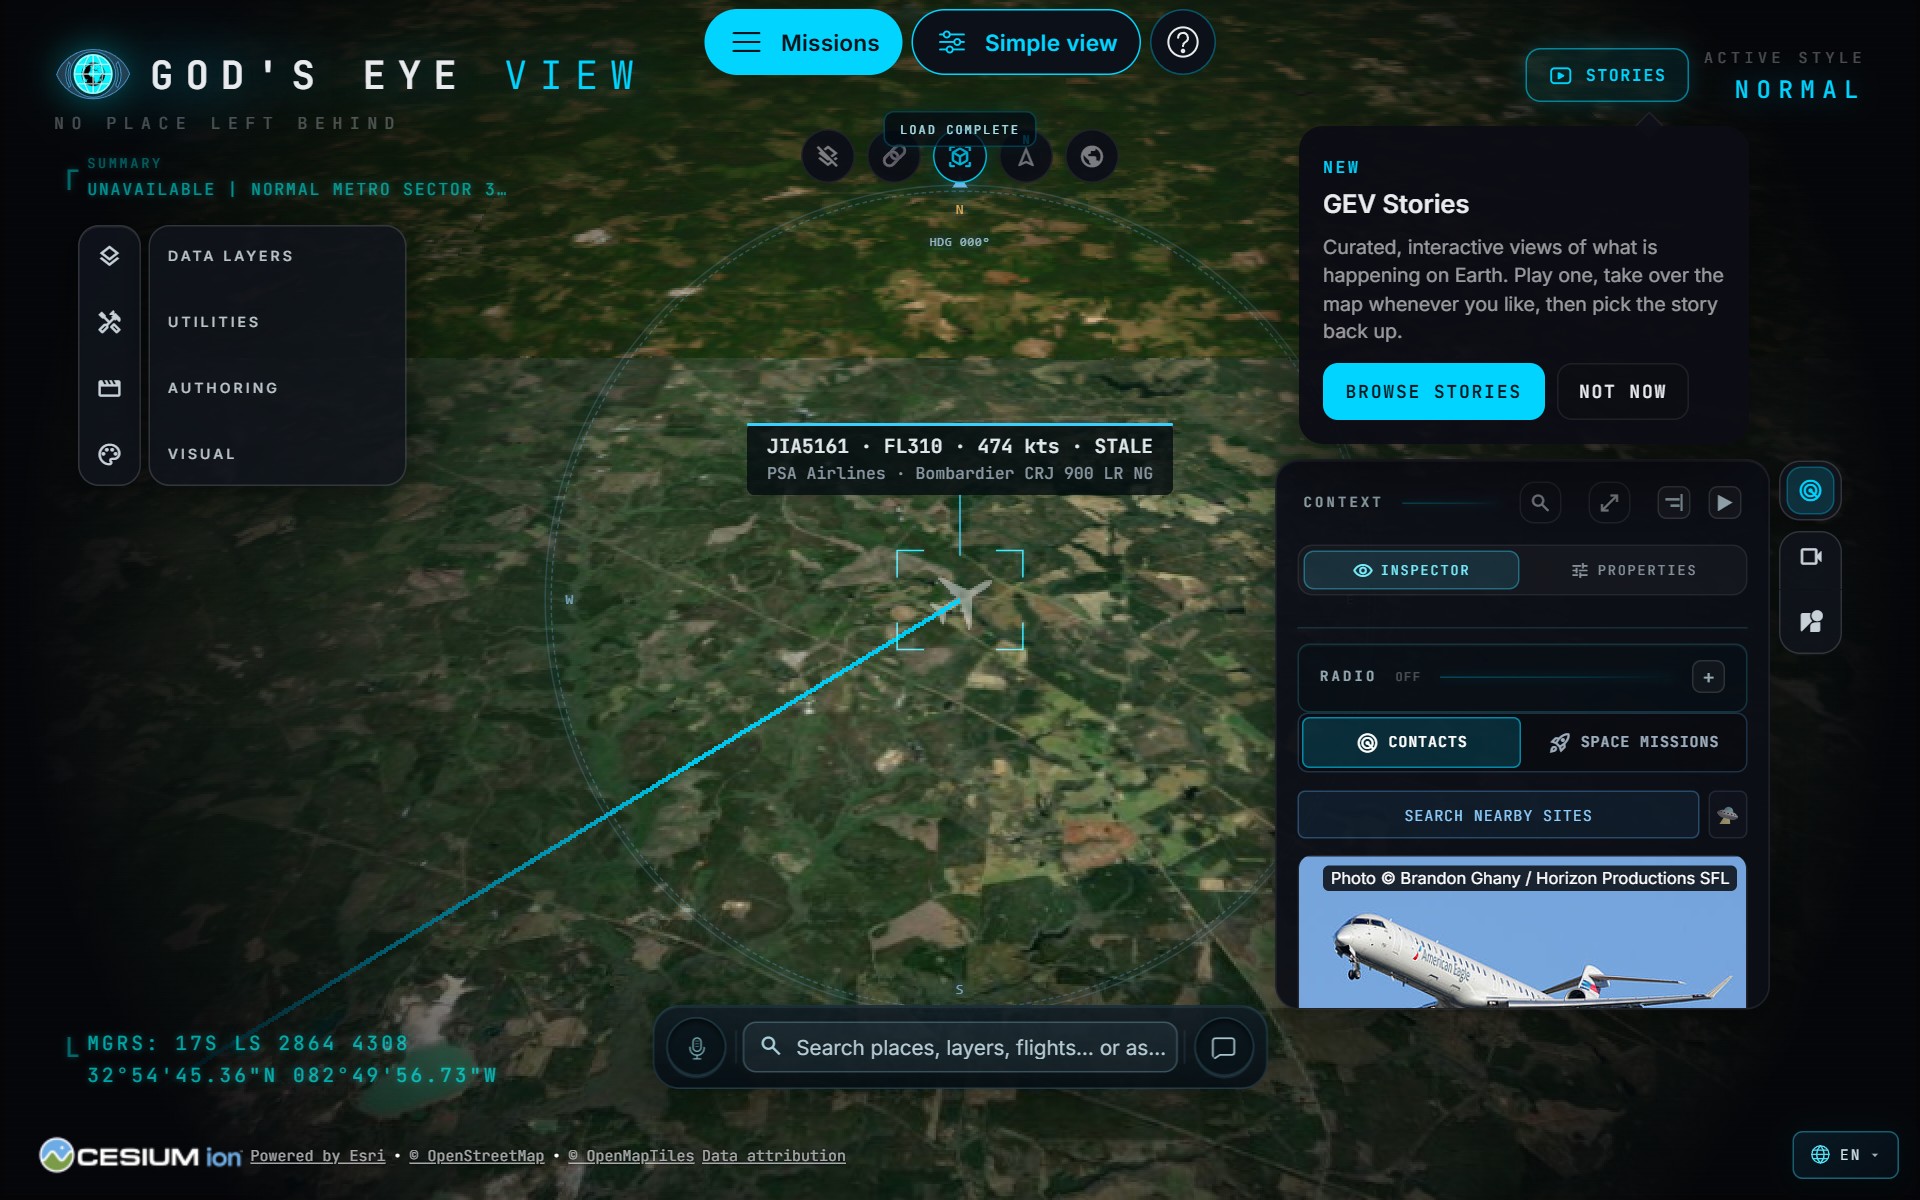 Missions
Simple view
GOD'S EYE VIEW
NO PLACE LEFT BEHIND
STORIES
ACTIVE STYLE
NORMAL
LOAD COMPLETE
SUMMARY
UNAVAILABLE | NORMAL METRO SECTOR 3…
N
HDG 000°
DATA LAYERS
UTILITIES
AUTHORING
VISUAL
NEW
GEV Stories
Curated, interactive views of what is
happening on Earth. Play one, take over the
map whenever you like, then pick the story
back up.
BROWSE STORIES
NOT NOW
JIA5161 · FL310 · 474 kts · STALE
PSA Airlines · Bombardier CRJ 900 LR NG
W
S
CONTEXT
INSPECTOR
PROPERTIES
RADIO OFF
+
CONTACTS
SPACE MISSIONS
SEARCH NEARBY SITES
Photo © Brandon Ghany / Horizon Productions SFL
American Eagle
Search places, layers, flights... or as...
MGRS: 17S LS 2864 4308
32°54'45.36"N 082°49'56.73"W
CESIUM ion Powered by Esri • © OpenStreetMap • © OpenMapTiles Data attribution
EN